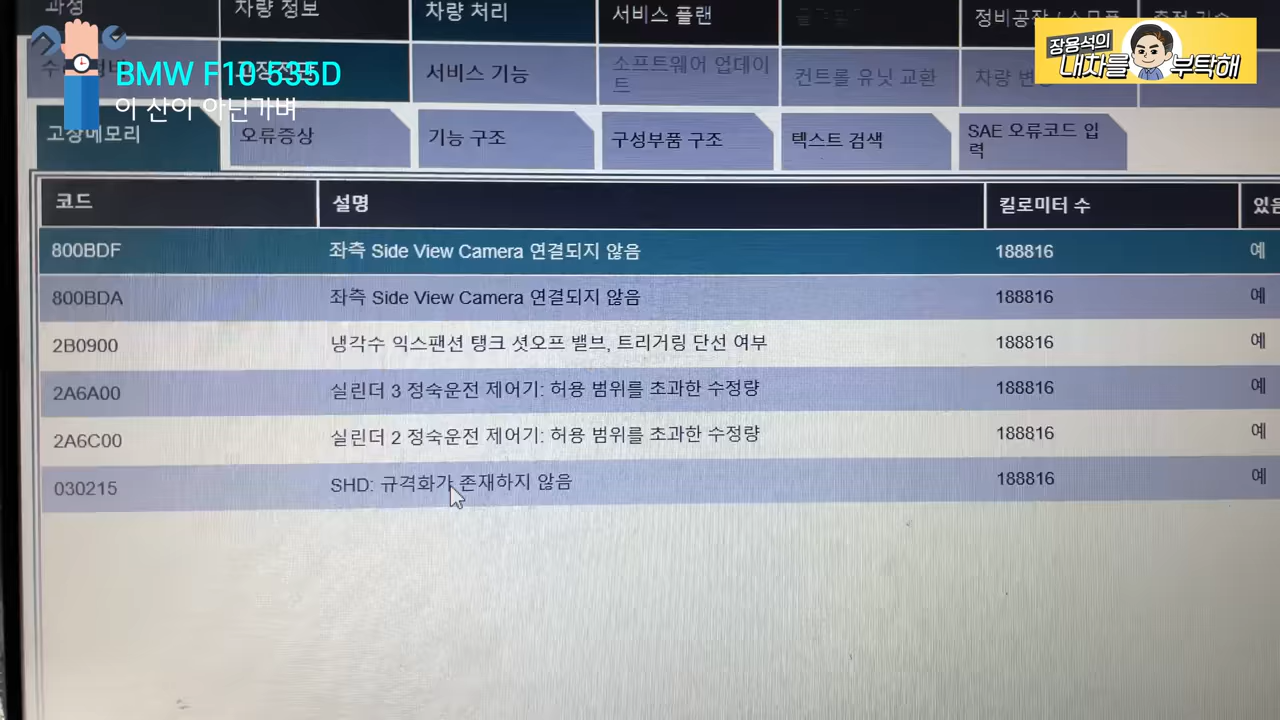 과정
차량 정보
차량 처리
서비스 플랜
BMW F10 535D
이 산이 아닌가벼
서비스 기능
소프트웨어 업데이
트
컨트롤 유닛 교환
장용석의
내차를 부탁해
고장메모리
오류증상
기능 구조
구성부품 구조
텍스트 검색
SAE 오류코드 입
력
코드 설명 킬로미터 수
800BDF 좌측 Side View Camera 연결되지 않음 188816 예
800BDA 좌측 Side View Camera 연결되지 않음 188816 예
2B0900 냉각수 익스팬션 탱크 셧오프 밸브, 트리거링 단선 여부 188816 예
2A6A00 실린더 3 정숙운전 제어기: 허용 범위를 초과한 수정량 188816 예
2A6C00 실린더 2 정숙운전 제어기: 허용 범위를 초과한 수정량 188816 예
030215 SHD: 규격화가 존재하지 않음 188816 예